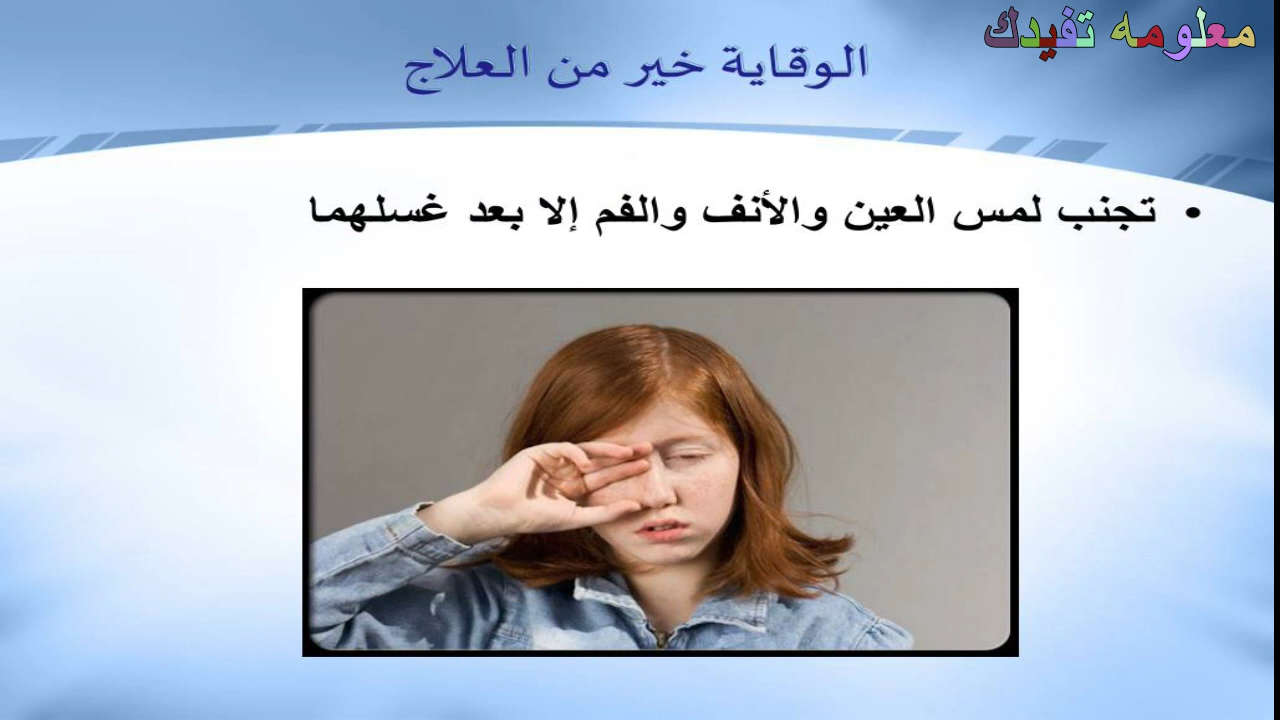 معلومه تفيدك
الوقاية خير من العلاج
• تجنب لمس العين والأنف والفم إلا بعد غسلهما